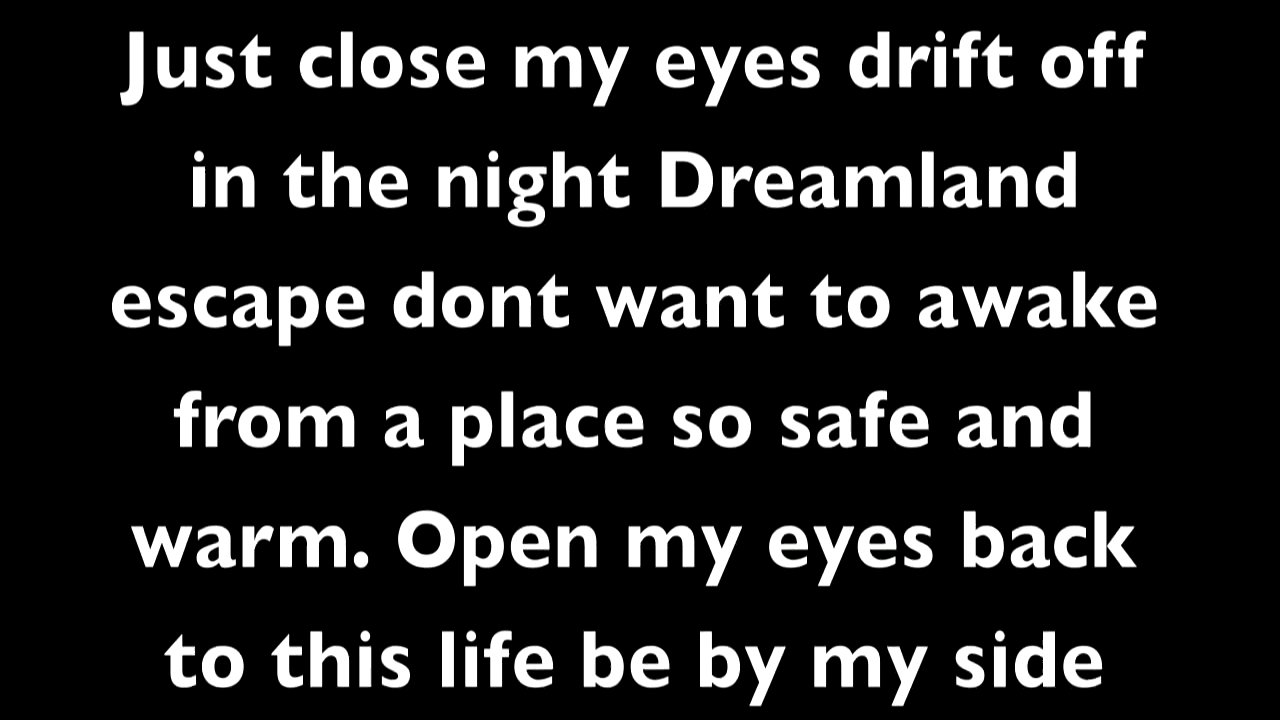 Just close my eyes drift off
in the night Dreamland
escape dont want to awake
from a place so safe and
warm. Open my eyes back
to this life be by my side